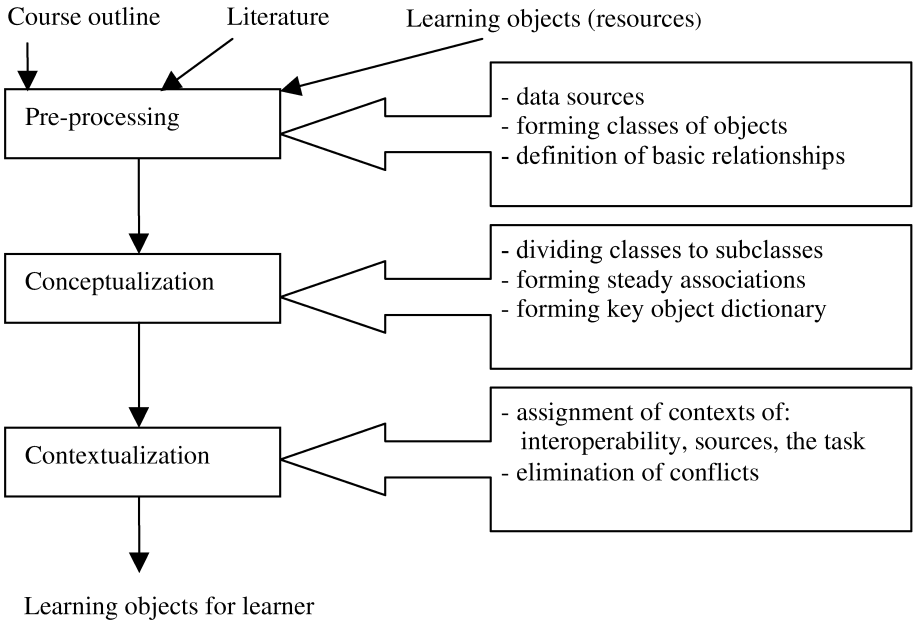 Course outline
Literature
Learning objects (resources)
Pre-processing
- data sources
- forming classes of objects
- definition of basic relationships
Conceptualization
- dividing classes to subclasses
- forming steady associations
- forming key object dictionary
Contextualization
- assignment of contexts of:
interoperability, sources, the task
- elimination of conflicts
Learning objects for learner